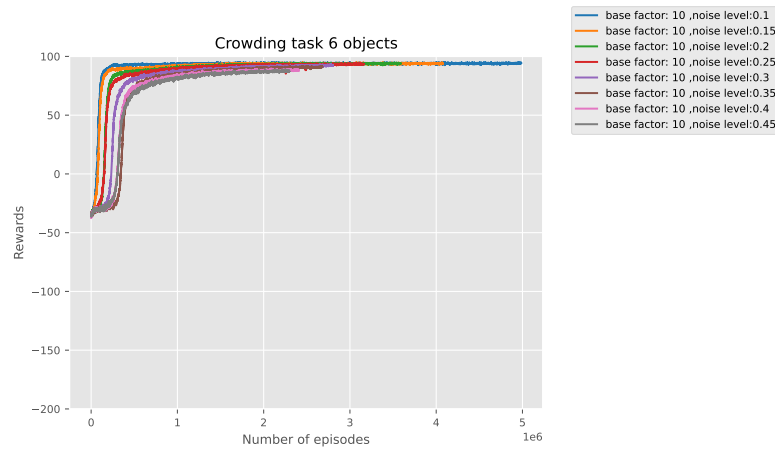 Crowding task 6 objects
base factor: 10 ,noise level:0.1
base factor: 10 ,noise level:0.15
base factor: 10 ,noise level:0.2
base factor: 10 ,noise level:0.25
base factor: 10 ,noise level:0.3
base factor: 10 ,noise level:0.35
base factor: 10 ,noise level:0.4
base factor: 10 ,noise level:0.45
Rewards
100
50
0
−50
−100
−150
−200
0 1 2 3 4 5
1e6
Number of episodes